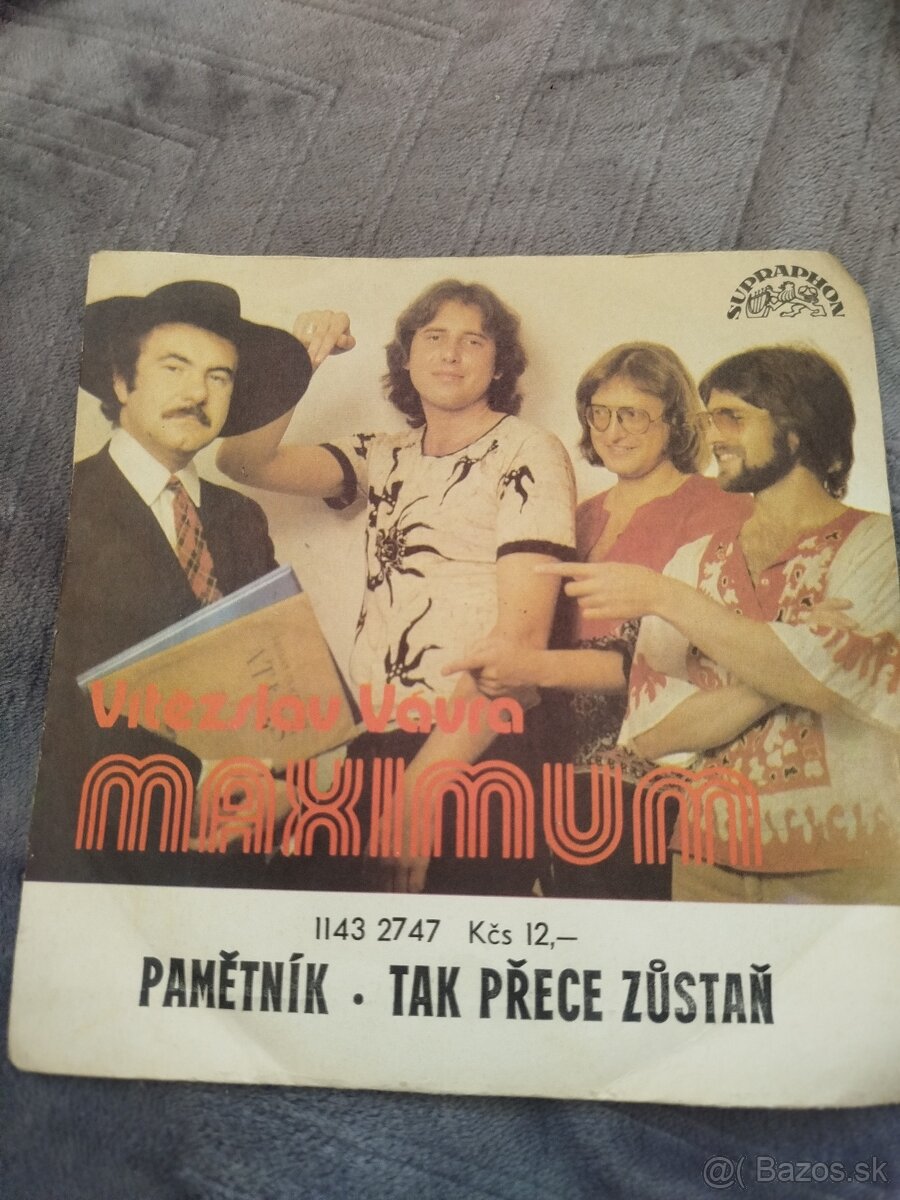 SUPRAPHON
Vítězslav Vávra
MAXIMUM
1143 2747 Kčs 12,–
PAMĚTNÍK • TAK PŘECE ZŮSTAŇ
@( Bazos.sk